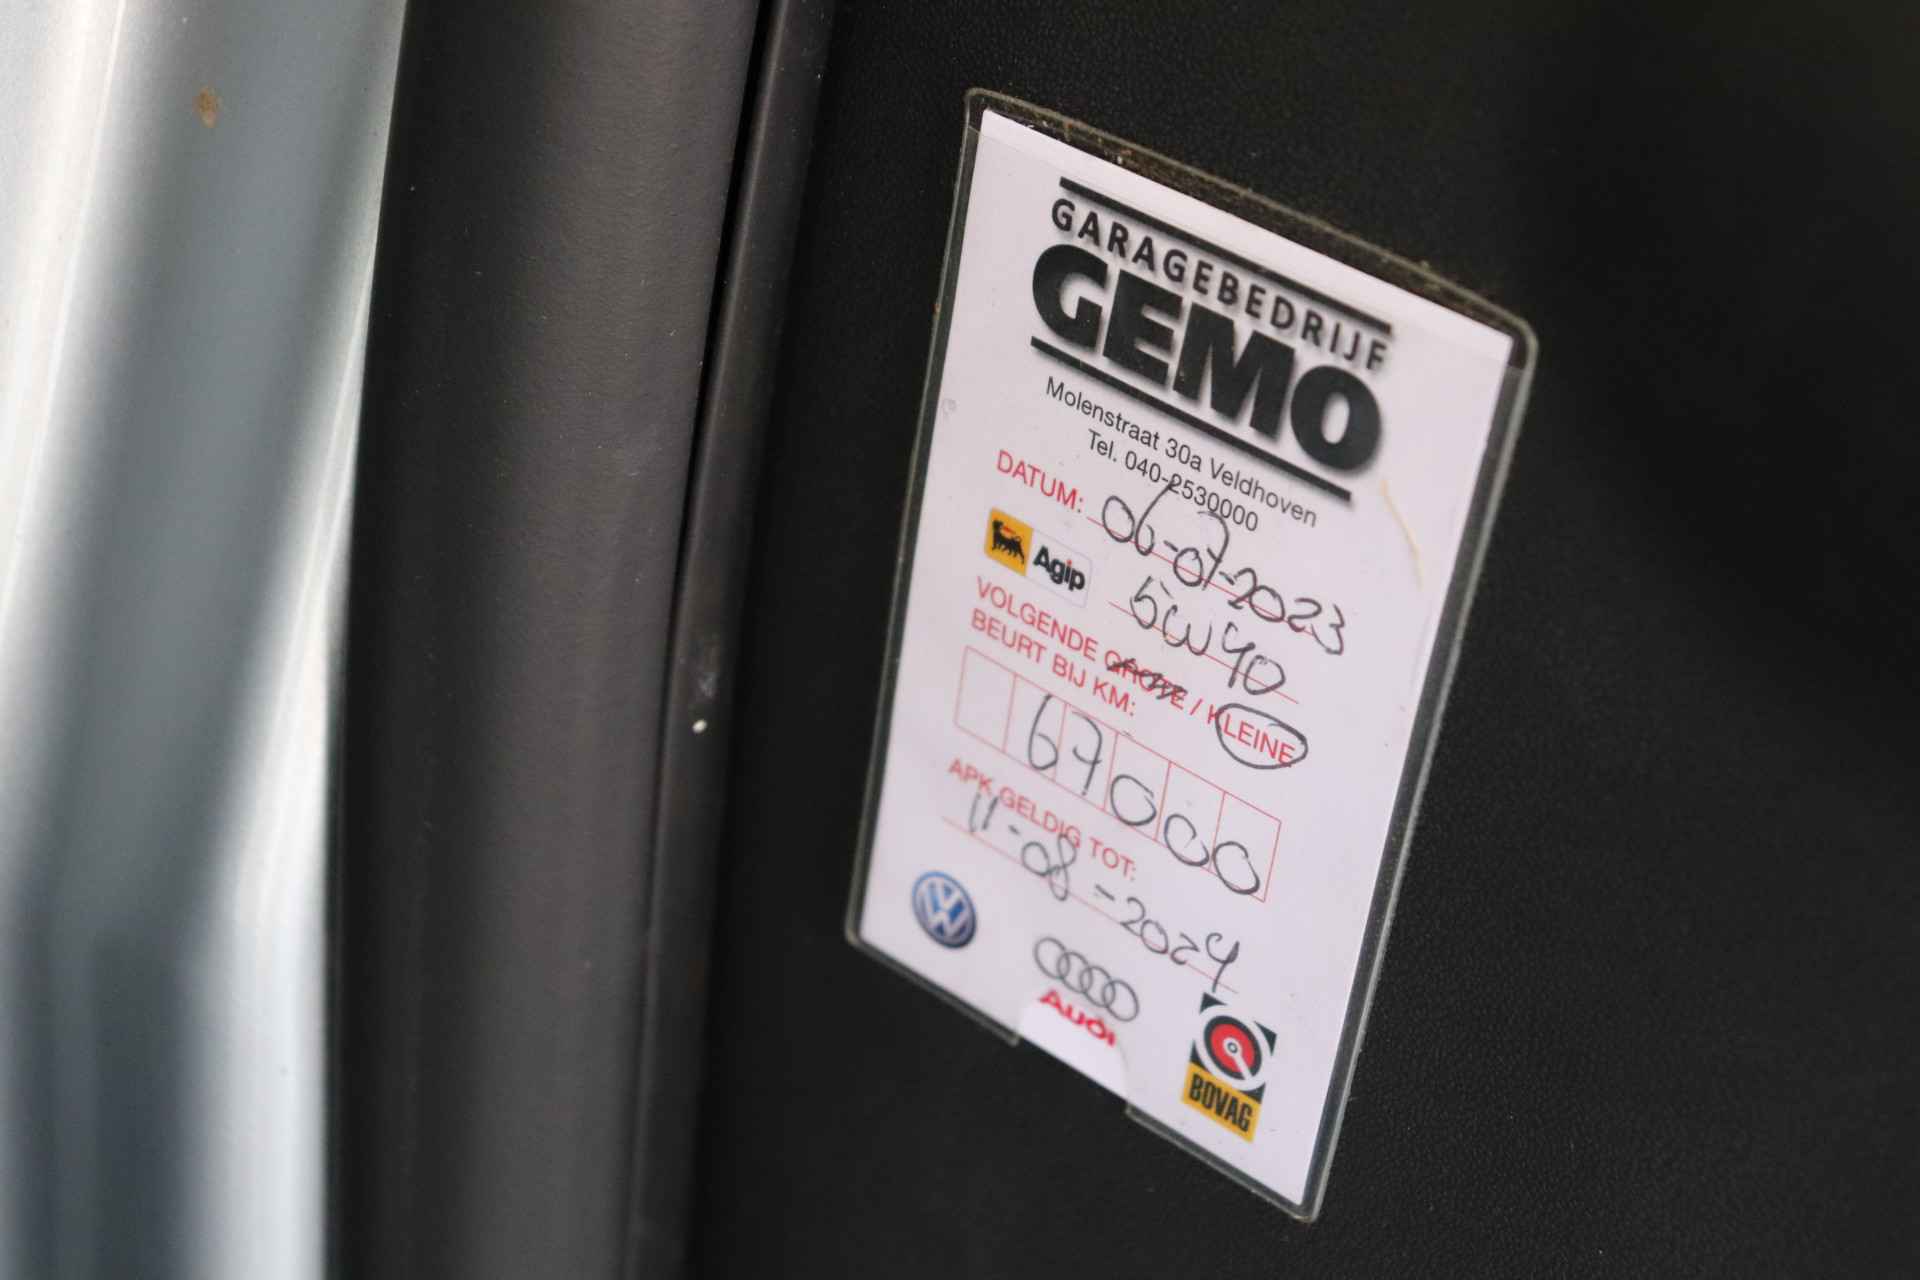 GARAGEBEDRIJF
GEMO
Molenstraat 30a Veldhoven
Tel. 040-2530000
DATUM: 06-07-2023
Agip 5W40
VOLGENDE GROTE / KLEINE
BEURT BIJ KM:
67000
APK GELDIG TOT:
11-08-2024
Audi
BOVAG